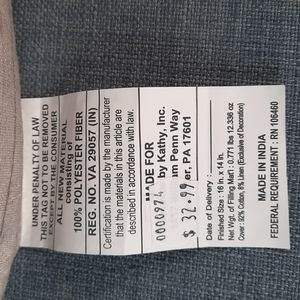 UNDER PENALTY OF LAW
THIS TAG NOT TO BE REMOVED
EXCEPT BY THE CONSUMER
ALL NEW MATERIAL
consisting of
100% POLYESTER FIBER
REG. NO. VA 29057 (IN)
Certification is made by the manufacturer
that the materials in this article are
described in accordance with law.
DE FOR
by Kathy, Inc.
im Penn Way
er, PA 17601
0000974
$ 32.99
Date of Delivery:
Finished Size: 16 in. x 14 in.
Net Wgt. of Filling Mart: 0.771 lbs 12.338 oz
Cover: 92% Cotton, 8% Linen (Exclusive of Decoration)
MADE IN INDIA
FEDERAL REQUIREMENT: RN 106460